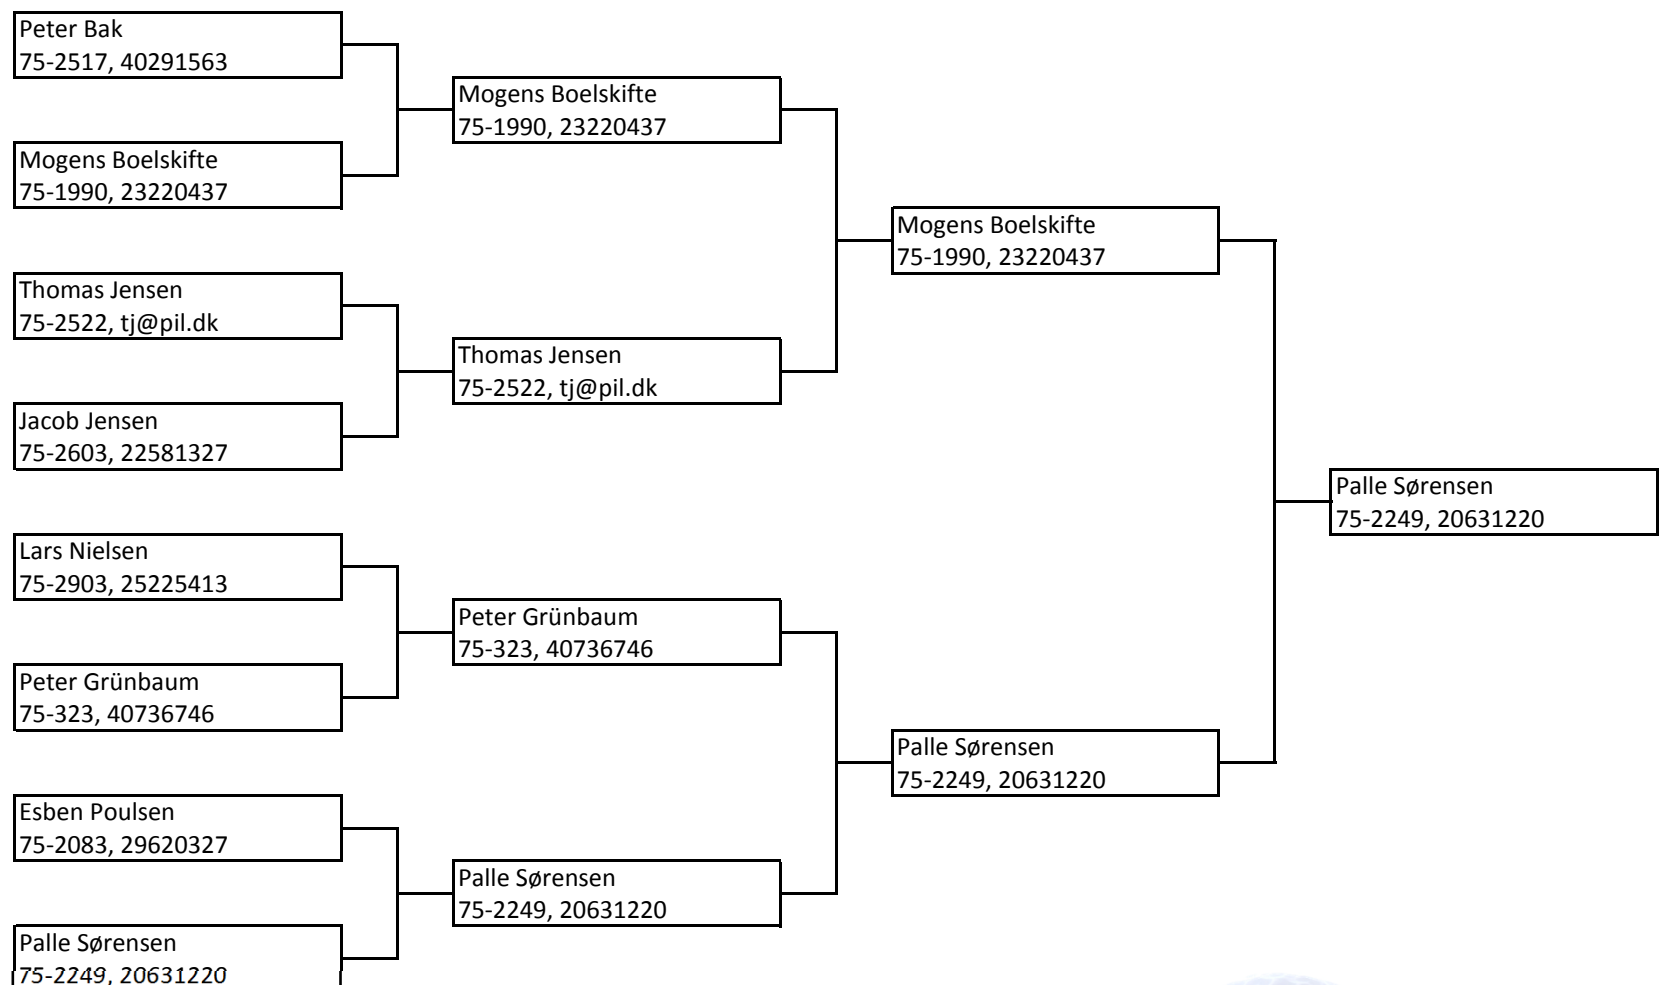 Peter Bak
75-2517, 40291563
Mogens Boelskifte
75-1990, 23220437
Thomas Jensen
75-2522, tj@pil.dk
Jacob Jensen
75-2603, 22581327
Lars Nielsen
75-2903, 25225413
Peter Grünbaum
75-323, 40736746
Esben Poulsen
75-2083, 29620327
Palle Sørensen
75-2249, 20631220
Mogens Boelskifte
75-1990, 23220437
Thomas Jensen
75-2522, tj@pil.dk
Peter Grünbaum
75-323, 40736746
Palle Sørensen
75-2249, 20631220
Mogens Boelskifte
75-1990, 23220437
Palle Sørensen
75-2249, 20631220
Palle Sørensen
75-2249, 20631220